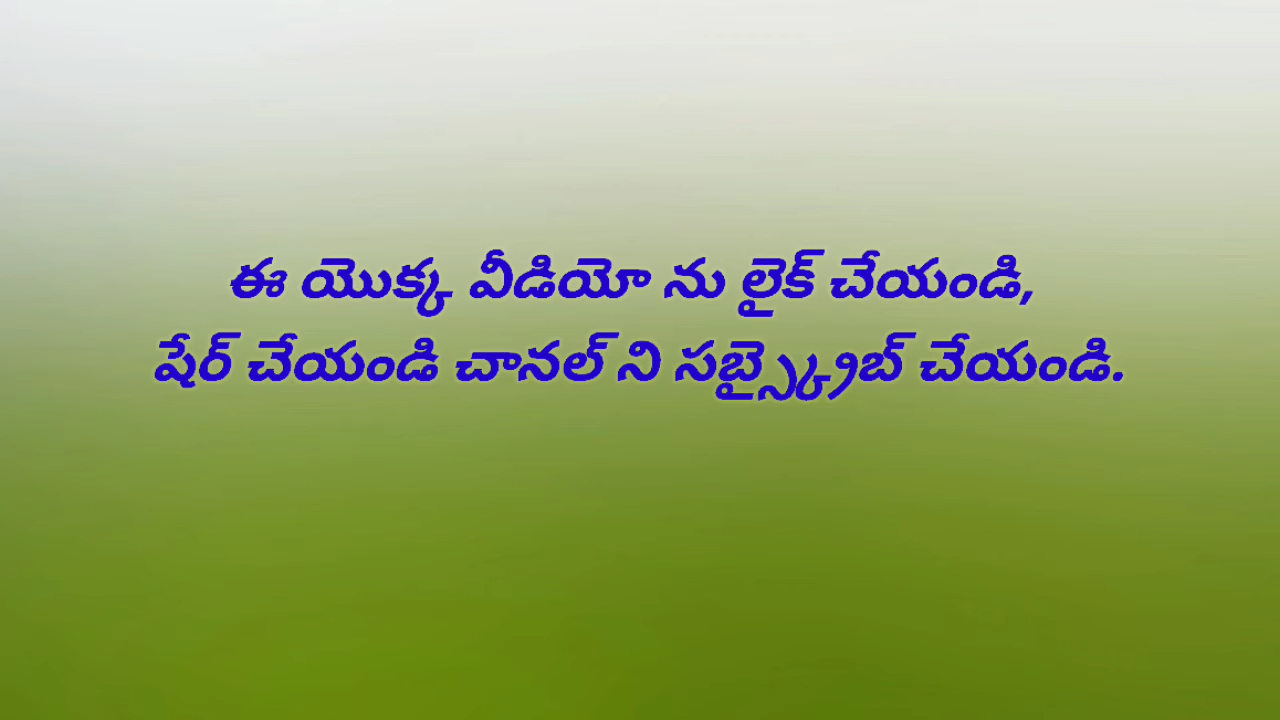 ఈ యొక్క వీడియో ను లైక్ చేయండి,
షేర్ చేయండి చానల్ ని సబ్స్క్రైబ్ చేయండి.